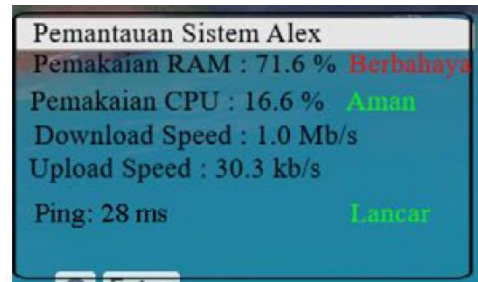 Pemantauan Sistem Alex
Pemakaian RAM : 71.6 % Berbahaya
Pemakaian CPU : 16.6 % Aman
Download Speed : 1.0 Mb/s
Upload Speed : 30.3 kb/s
Ping: 28 ms Lancar